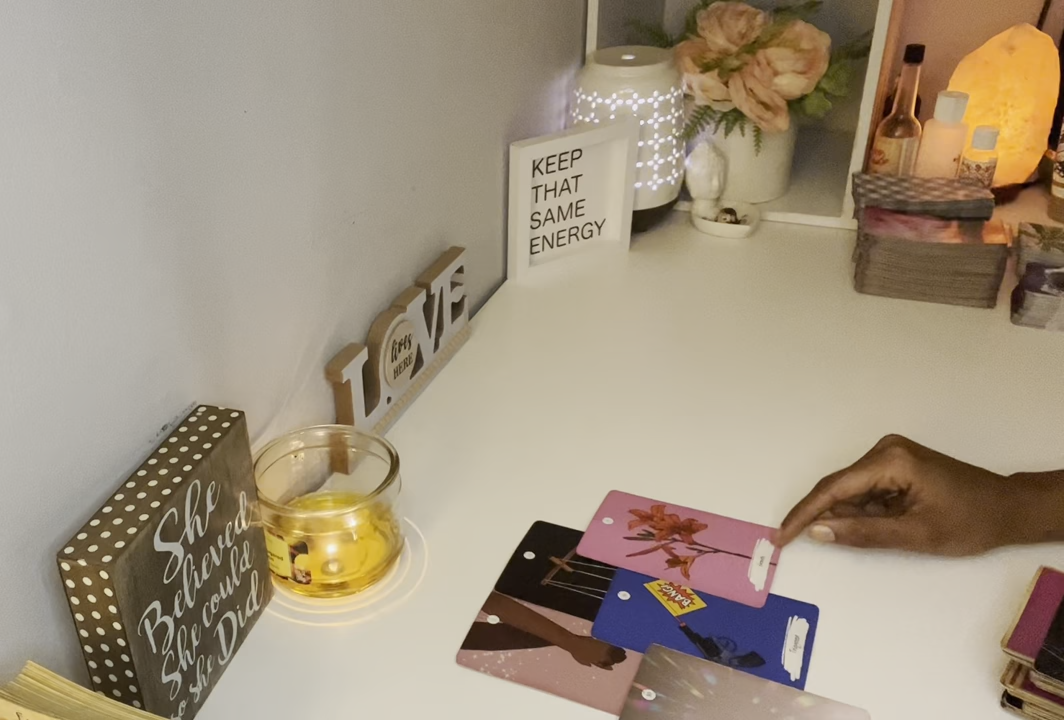 KEEP
THAT
SAME
ENERGY
LOVE
lives
HERE
She
Believed
She could
so she Did
BANG!